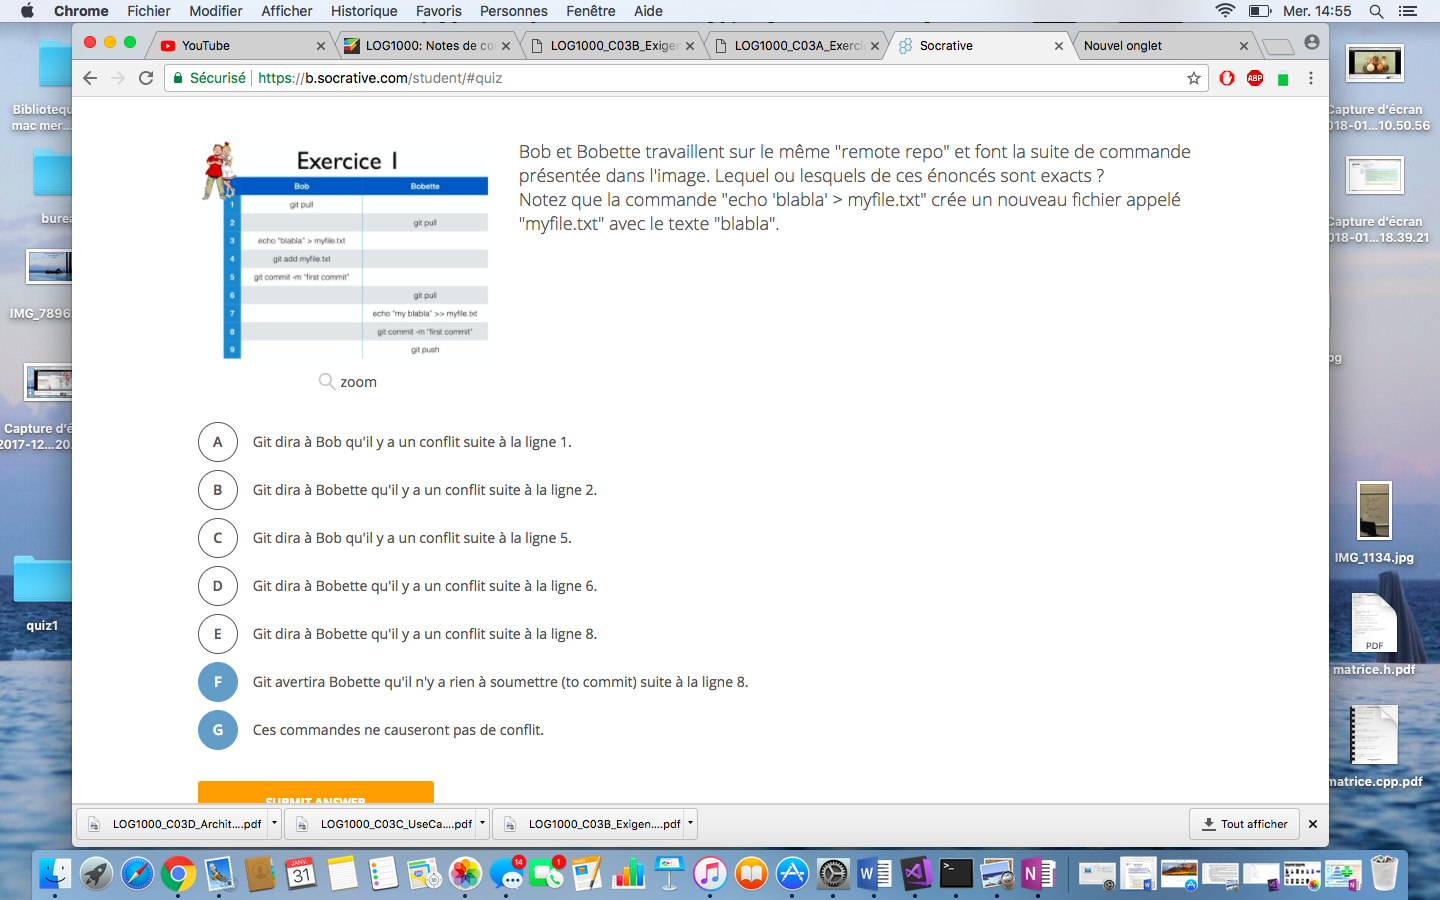 Chrome Fichier Modifier Afficher Historique Favoris Personnes Fenêtre Aide Mer. 14:55
YouTube LOG1000: Notes de co LOG1000_C03B_Exiger LOG1000_C03A_Exerci Socrative Nouvel onglet
Sécurisé https://b.socrative.com/student/#quiz
ABP
Exercice 1
Bob Bobette
1 git pull
2 git pull
3 echo "blabla" > myfile.txt
4 git add myfile.txt
5 git commit -m "first commit"
6 git pull
7 echo "my blabla" >> myfile.txt
8 git commit -m "first commit"
9 git push
zoom
Bob et Bobette travaillent sur le même "remote repo" et font la suite de commande
présentée dans l'image. Lequel ou lesquels de ces énoncés sont exacts ?
Notez que la commande "echo 'blabla' > myfile.txt" crée un nouveau fichier appelé
"myfile.txt" avec le texte "blabla".
A Git dira à Bob qu'il y a un conflit suite à la ligne 1.
B Git dira à Bobette qu'il y a un conflit suite à la ligne 2.
C Git dira à Bob qu'il y a un conflit suite à la ligne 5.
D Git dira à Bobette qu'il y a un conflit suite à la ligne 6.
E Git dira à Bobette qu'il y a un conflit suite à la ligne 8.
F Git avertira Bobette qu'il n'y a rien à soumettre (to commit) suite à la ligne 8.
G Ces commandes ne causeront pas de conflit.
SUBMIT ANSWER
LOG1000_C03D_Archit....pdf LOG1000_C03C_UseCa....pdf LOG1000_C03B_Exigen....pdf Tout afficher
Bibliotequ
mac mer...
burea
IMG_7896.
Capture d'é
2017-12...20.
quiz1
Capture d'écran
018-01...10.50.56
Capture d'écran
018-01...18.39.21
pg
IMG_1134.jpg
PDF
matrice.h.pdf
matrice.cpp.pdf
JANV.
31
14
1